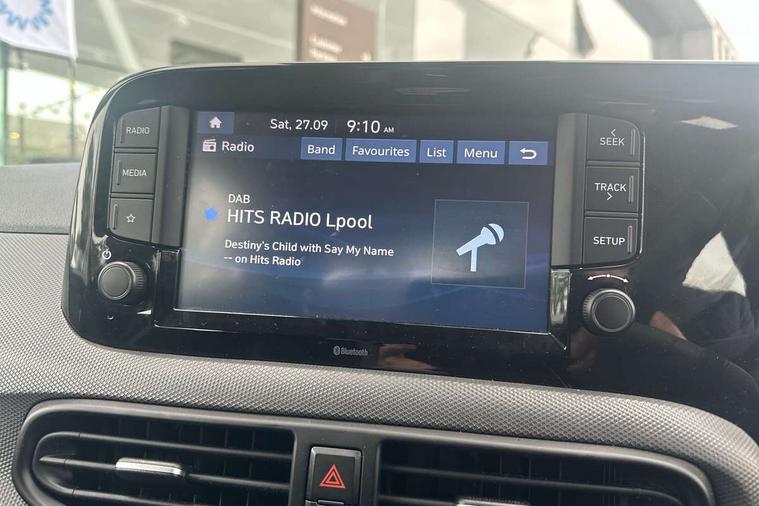 RADIO
MEDIA
Sat, 27.09 9:10 AM
Radio Band Favourites List Menu
DAB
HITS RADIO Lpool
Destiny's Child with Say My Name
-- on Hits Radio
SEEK
TRACK
SETUP
Bluetooth